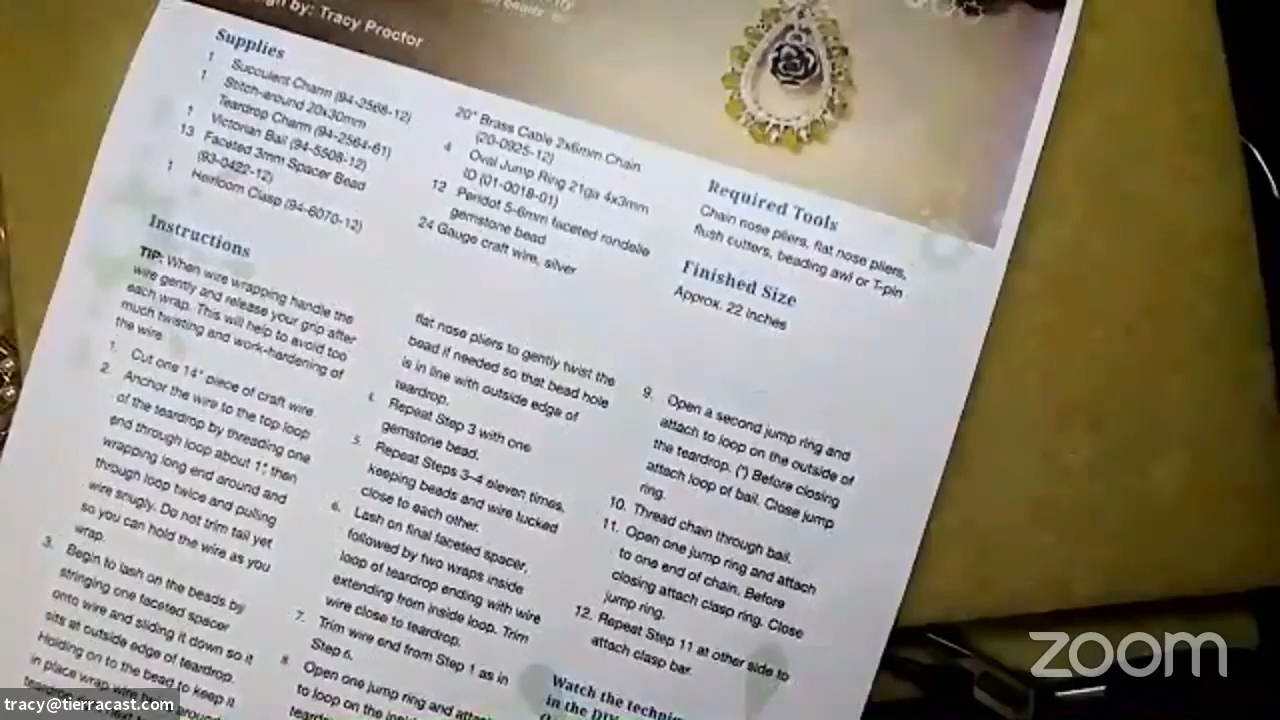 by: Tracy Proctor
Supplies
1 Succulent Charm (94-2568-12)
1 Stitch-around 20x30mm
Teardrop Charm (94-2564-61)
1 Victorian Bail (94-5508-12)
13 Faceted 3mm Spacer Bead
(93-0422-12)
1 Heirloom Clasp (94-6070-12)
20" Brass Cable 2x6mm Chain
(20-0925-12)
4 Oval Jump Ring 21ga 4x3mm
ID (01-0018-01)
12 Peridot 5-6mm faceted rondelle
gemstone bead
24 Gauge craft wire, silver
Required Tools
Chain nose pliers, flat nose pliers,
flush cutters, beading awl or T-pin
Finished Size
Approx. 22 inches
Instructions
TIP: When wire wrapping handle the
wire gently and release your grip after
each wrap. This will help to avoid too
much twisting and work-hardening of
the wire.
1. Cut one 14" piece of craft wire
2. Anchor the wire to the top loop
of the teardrop by threading one
end through loop about 1", then
wrapping long end around and
through loop twice and pulling
wire snugly. Do not trim tail yet
so you can hold the wire as you
wrap.
3. Begin to lash on the beads by
stringing one faceted spacer
onto wire and sliding it down so it
sits at outside edge of teardrop.
Holding on to the bead to keep it
in place wrap wire around
flat nose pliers to gently twist the
bead if needed so that bead hole
is in line with outside edge of
teardrop.
4. Repeat Step 3 with one
gemstone bead.
5. Repeat Steps 3-4 eleven times,
keeping beads and wire tucked
close to each other.
6. Lash on final faceted spacer,
followed by two wraps inside
loop of teardrop ending with wire
extending from inside loop. Trim
wire close to teardrop.
7. Trim wire end from Step 1 as in
Step 6.
8. Open one jump ring and
to loop on the
9. Open a second jump ring and
attach to loop on the outside of
the teardrop. (*) Before closing
attach loop of bail. Close jump
ring.
10. Thread chain through bail.
11. Open one jump ring and attach
to one end of chain. Before
closing attach clasp ring. Close
jump ring.
12. Repeat Step 11 at other side to
attach clasp bar.
Watch the
in the DIY
zoom
tracy@tierracast.com